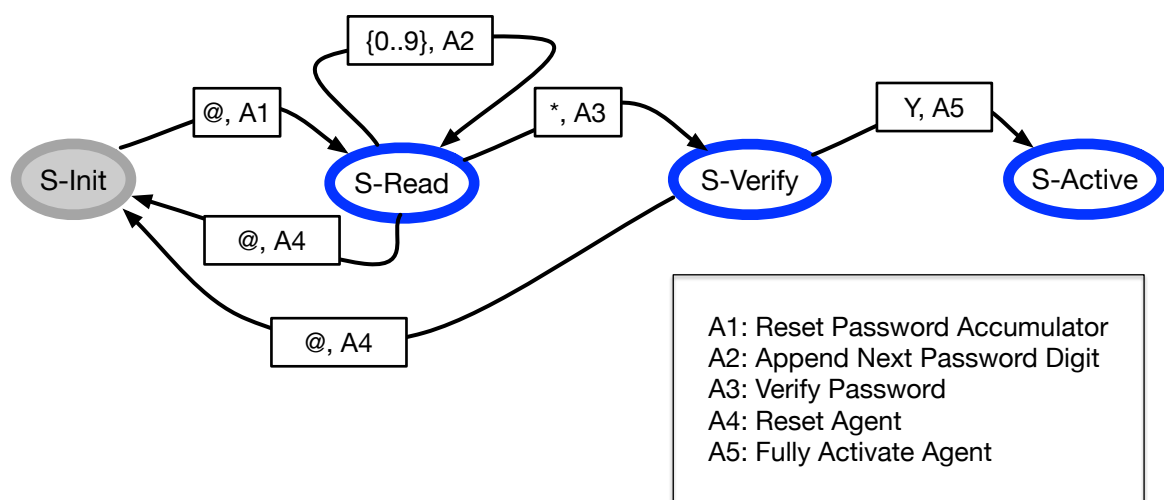 {0..9}, A2
@, A1
*, A3
Y, A5
S-Init
S-Read
S-Verify
S-Active
@, A4
@, A4
A1: Reset Password Accumulator
A2: Append Next Password Digit
A3: Verify Password
A4: Reset Agent
A5: Fully Activate Agent